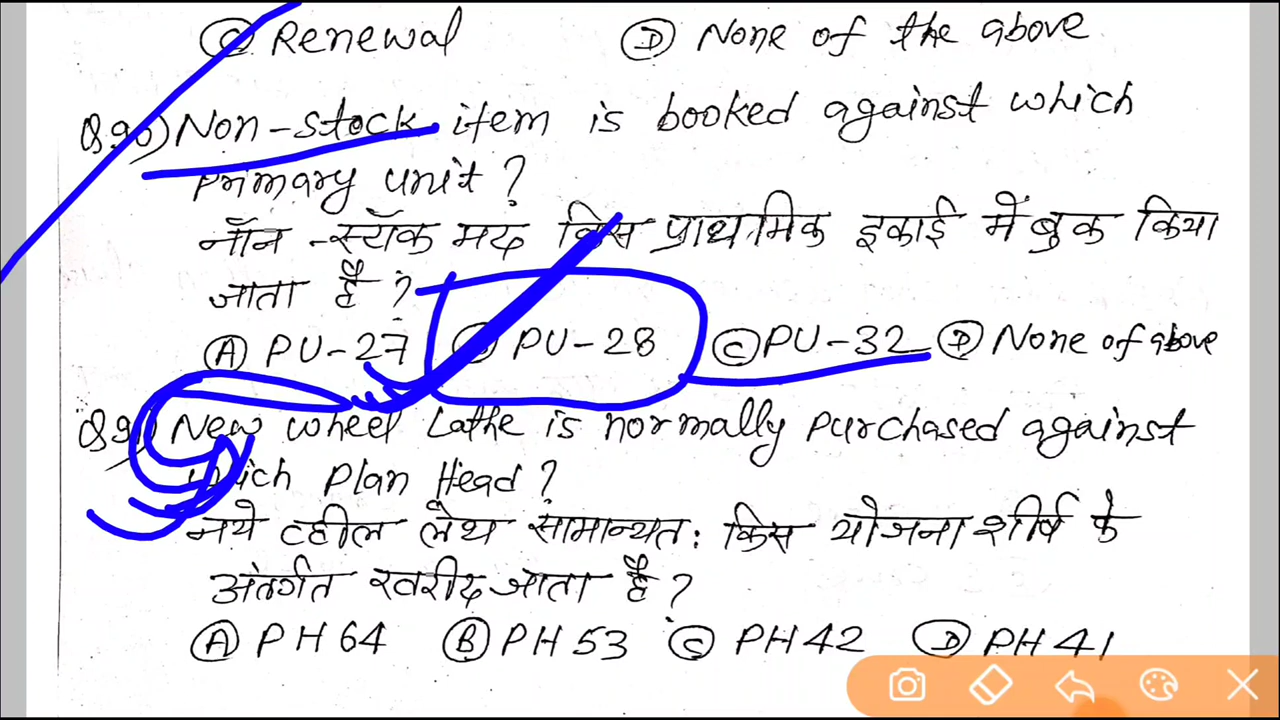 Ⓒ Renewal Ⓓ None of the above
Q90) Non-stock item is booked against which
primary unit ?
नॉन -स्टॉक मद किस प्राथमिक इकाई में बुक किया
जाता है ?
Ⓐ PU-27 Ⓑ PU-28 Ⓒ PU-32 Ⓓ None of above
Q91) New wheel Lathe is normally purchased against
which Plan Head ?
नये व्हील लेथ सामान्यत: किस योजना शीर्ष के
अंतर्गत खरीद जाता है ?
Ⓐ PH 64 Ⓑ PH 53 Ⓒ PH 42 Ⓓ PH 41